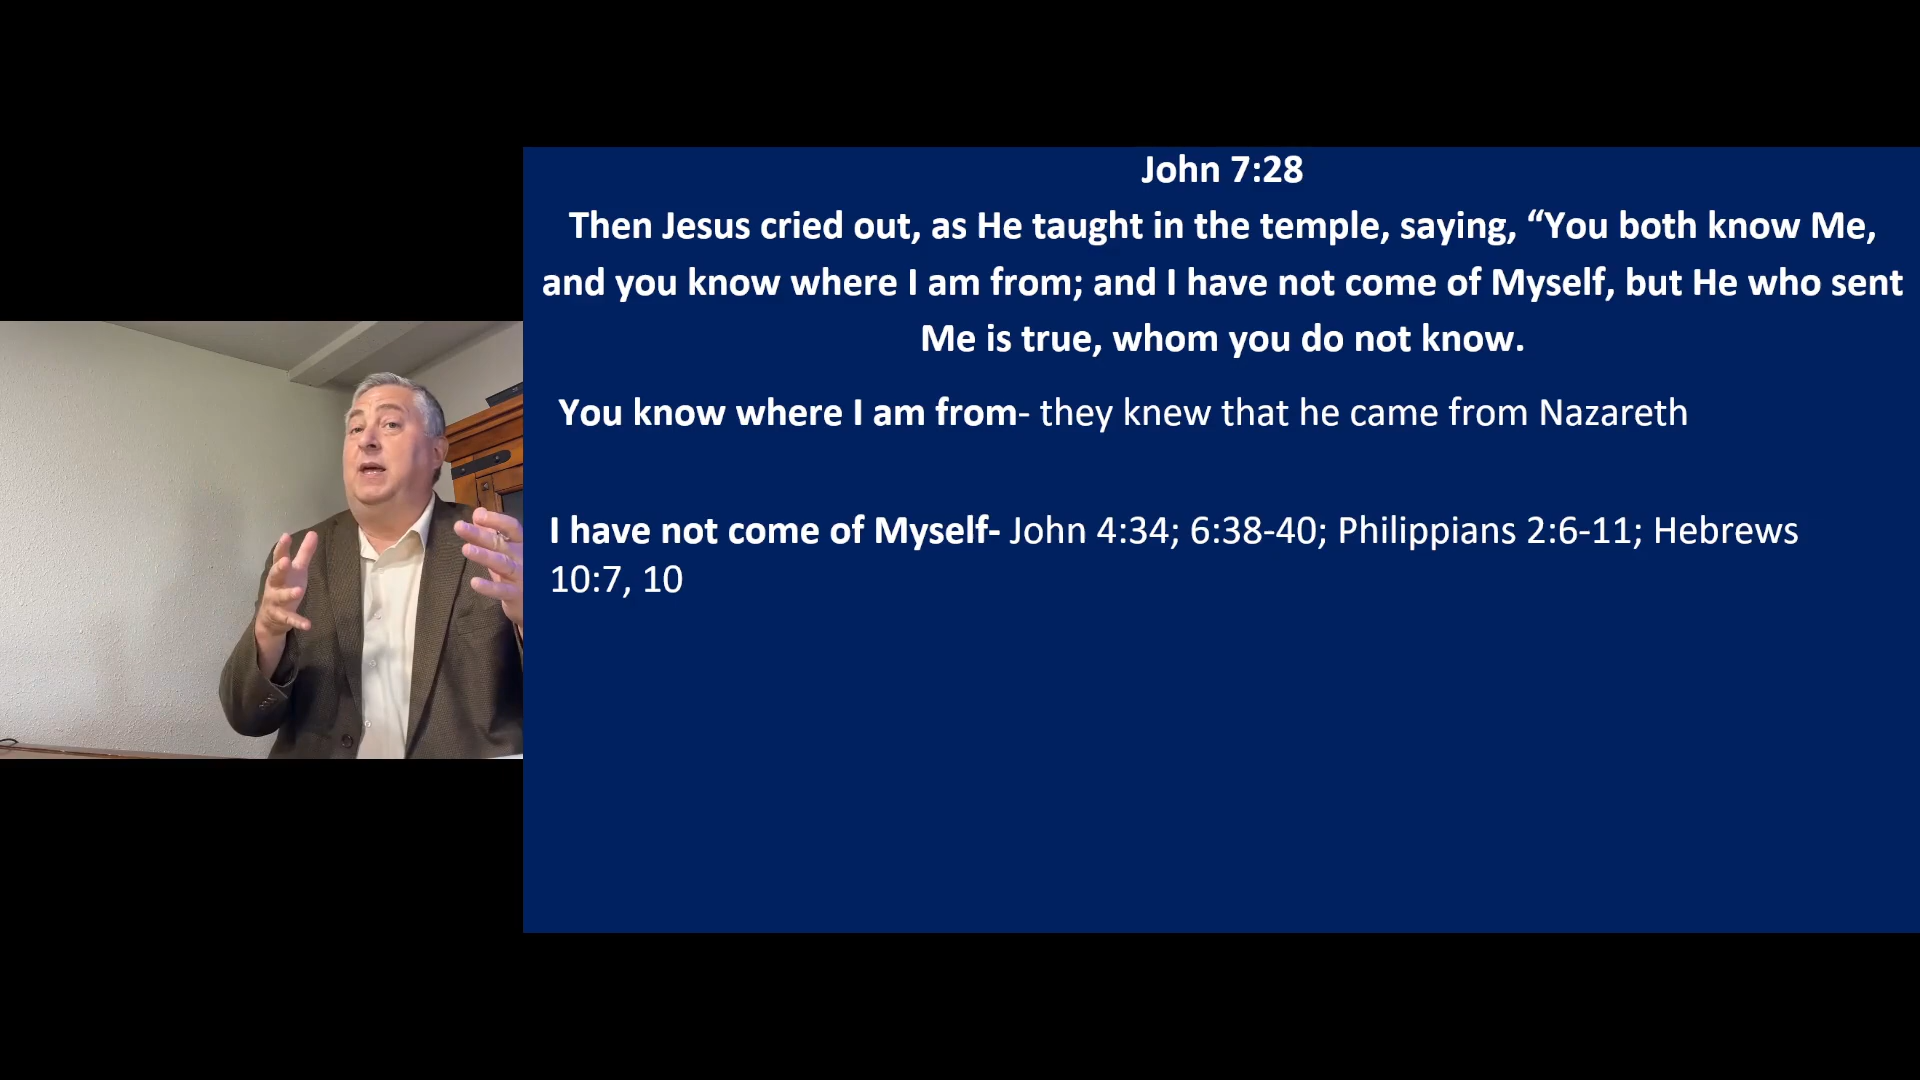 John 7:28
Then Jesus cried out, as He taught in the temple, saying, “You both know Me,
and you know where I am from; and I have not come of Myself, but He who sent
Me is true, whom you do not know.
You know where I am from- they knew that he came from Nazareth
I have not come of Myself- John 4:34; 6:38-40; Philippians 2:6-11; Hebrews
10:7, 10